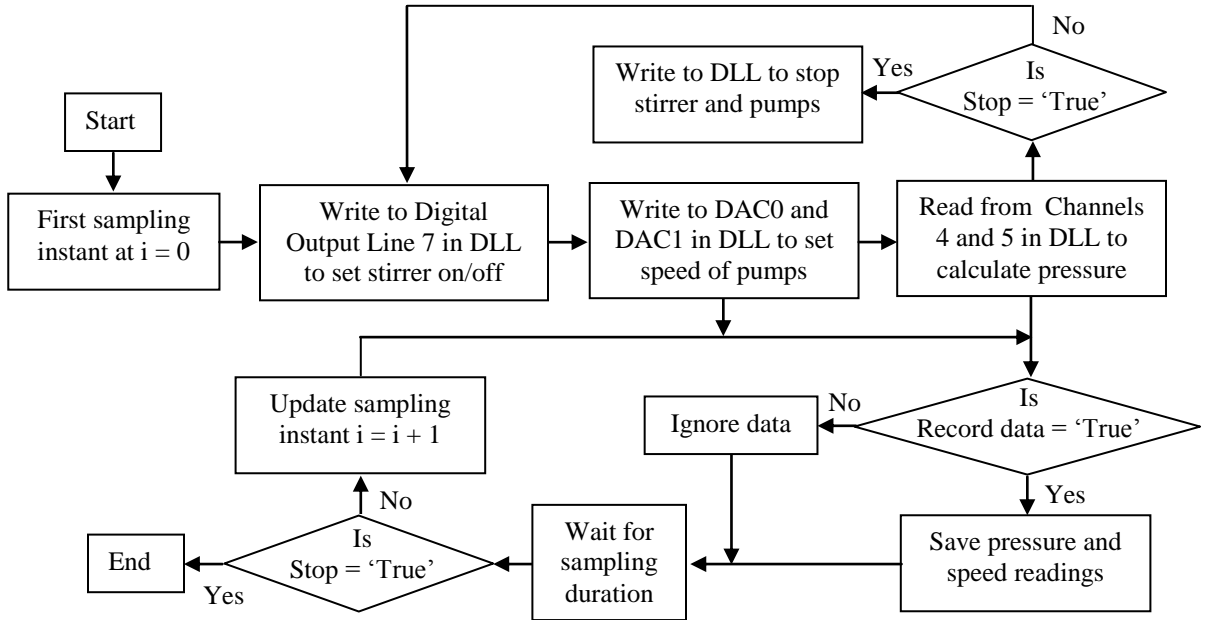 Start
First sampling
instant at i = 0
Write to Digital
Output Line 7 in DLL
to set stirrer on/off
Write to DAC0 and
DAC1 in DLL to set
speed of pumps
Read from Channels
4 and 5 in DLL to
calculate pressure
No
Is
Stop = ‘True’
Yes
Write to DLL to stop
stirrer and pumps
Is
Record data = ‘True’
No
Ignore data
Yes
Save pressure and
speed readings
Wait for
sampling
duration
Is
Stop = ‘True’
No
Update sampling
instant i = i + 1
Yes
End